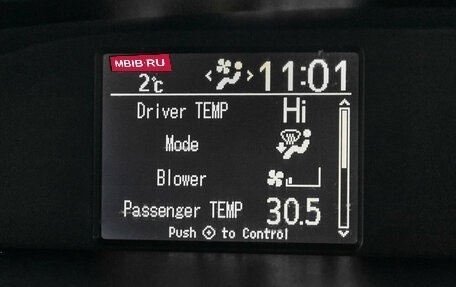 MBIB.RU
2°C 11:01
Driver TEMP Hi
Mode
Blower
Passenger TEMP 30.5
Push to Control